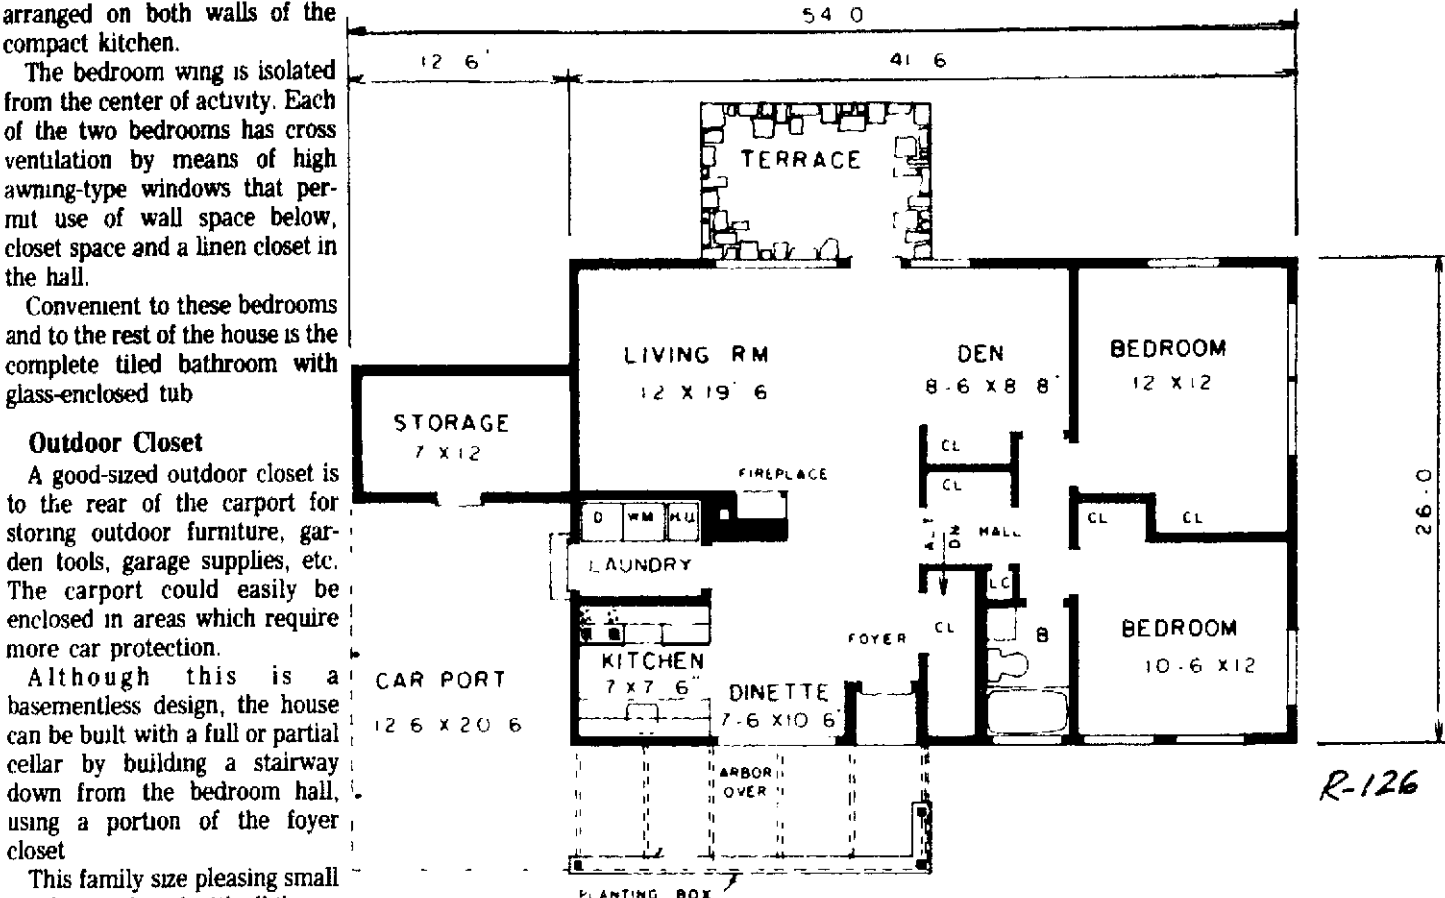 arranged on both walls of the
compact kitchen.
The bedroom wing is isolated
from the center of activity. Each
of the two bedrooms has cross
ventilation by means of high
awning-type windows that per-
mit use of wall space below,
closet space and a linen closet in
the hall.
Convenient to these bedrooms
and to the rest of the house is the
complete tiled bathroom with
glass-enclosed tub
Outdoor Closet
A good-sized outdoor closet is
to the rear of the carport for
storing outdoor furniture, gar-
den tools, garage supplies, etc.
The carport could easily be
enclosed in areas which require
more car protection.
Although this is a
basementless design, the house
can be built with a full or partial
cellar by building a stairway
down from the bedroom hall,
using a portion of the foyer
closet
This family size pleasing small
54 0
12 6'
41 6
TERRACE
LIVING RM
12 X 19' 6
DEN
8-6 X 8 8'
BEDROOM
12 X 12
STORAGE
7 X 12
FIREPLACE
CL
CL
CL
CL
D
WM
H.U.
LAUNDRY
ALT
DN
HALL
LC
26-0
KITCHEN
7 X 7 6"
FOYER
CL
B
BEDROOM
10-6 X 12
CAR PORT
12 6 X 20 6
DINETTE
7-6 X 10 6'
ARBOR
OVER
PLANTING BOX
R-126